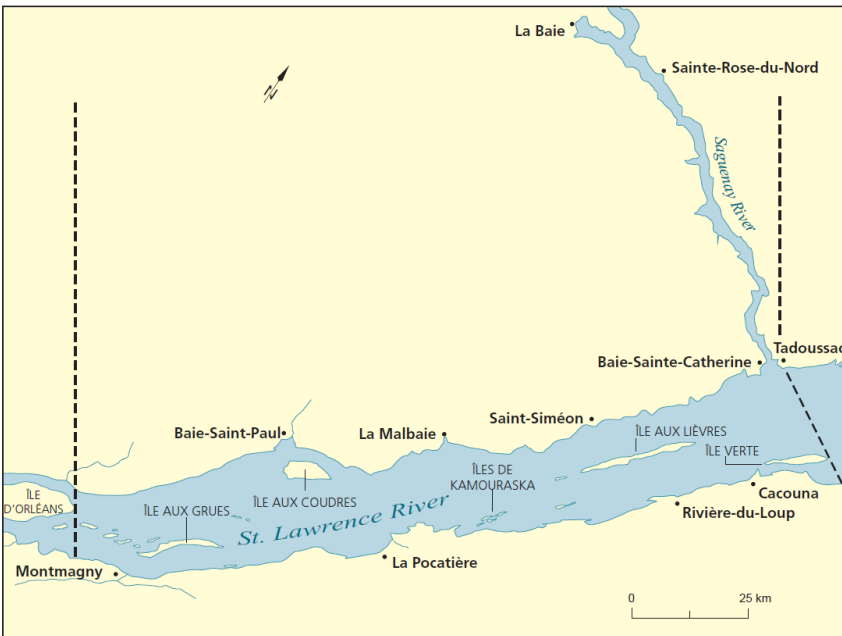 La Baie
Sainte-Rose-du-Nord
N
Saguenay River
Tadoussac
Baie-Sainte-Catherine
Saint-Siméon
Baie-Saint-Paul
La Malbaie
ÎLE AUX LIÈVRES
ÎLE VERTE
ÎLES DE
KAMOURASKA
ÎLE
D'ORLÉANS
ÎLE AUX COUDRES
ÎLE AUX GRUES
St. Lawrence River
Cacouna
Rivière-du-Loup
La Pocatière
Montmagny
0
25 km